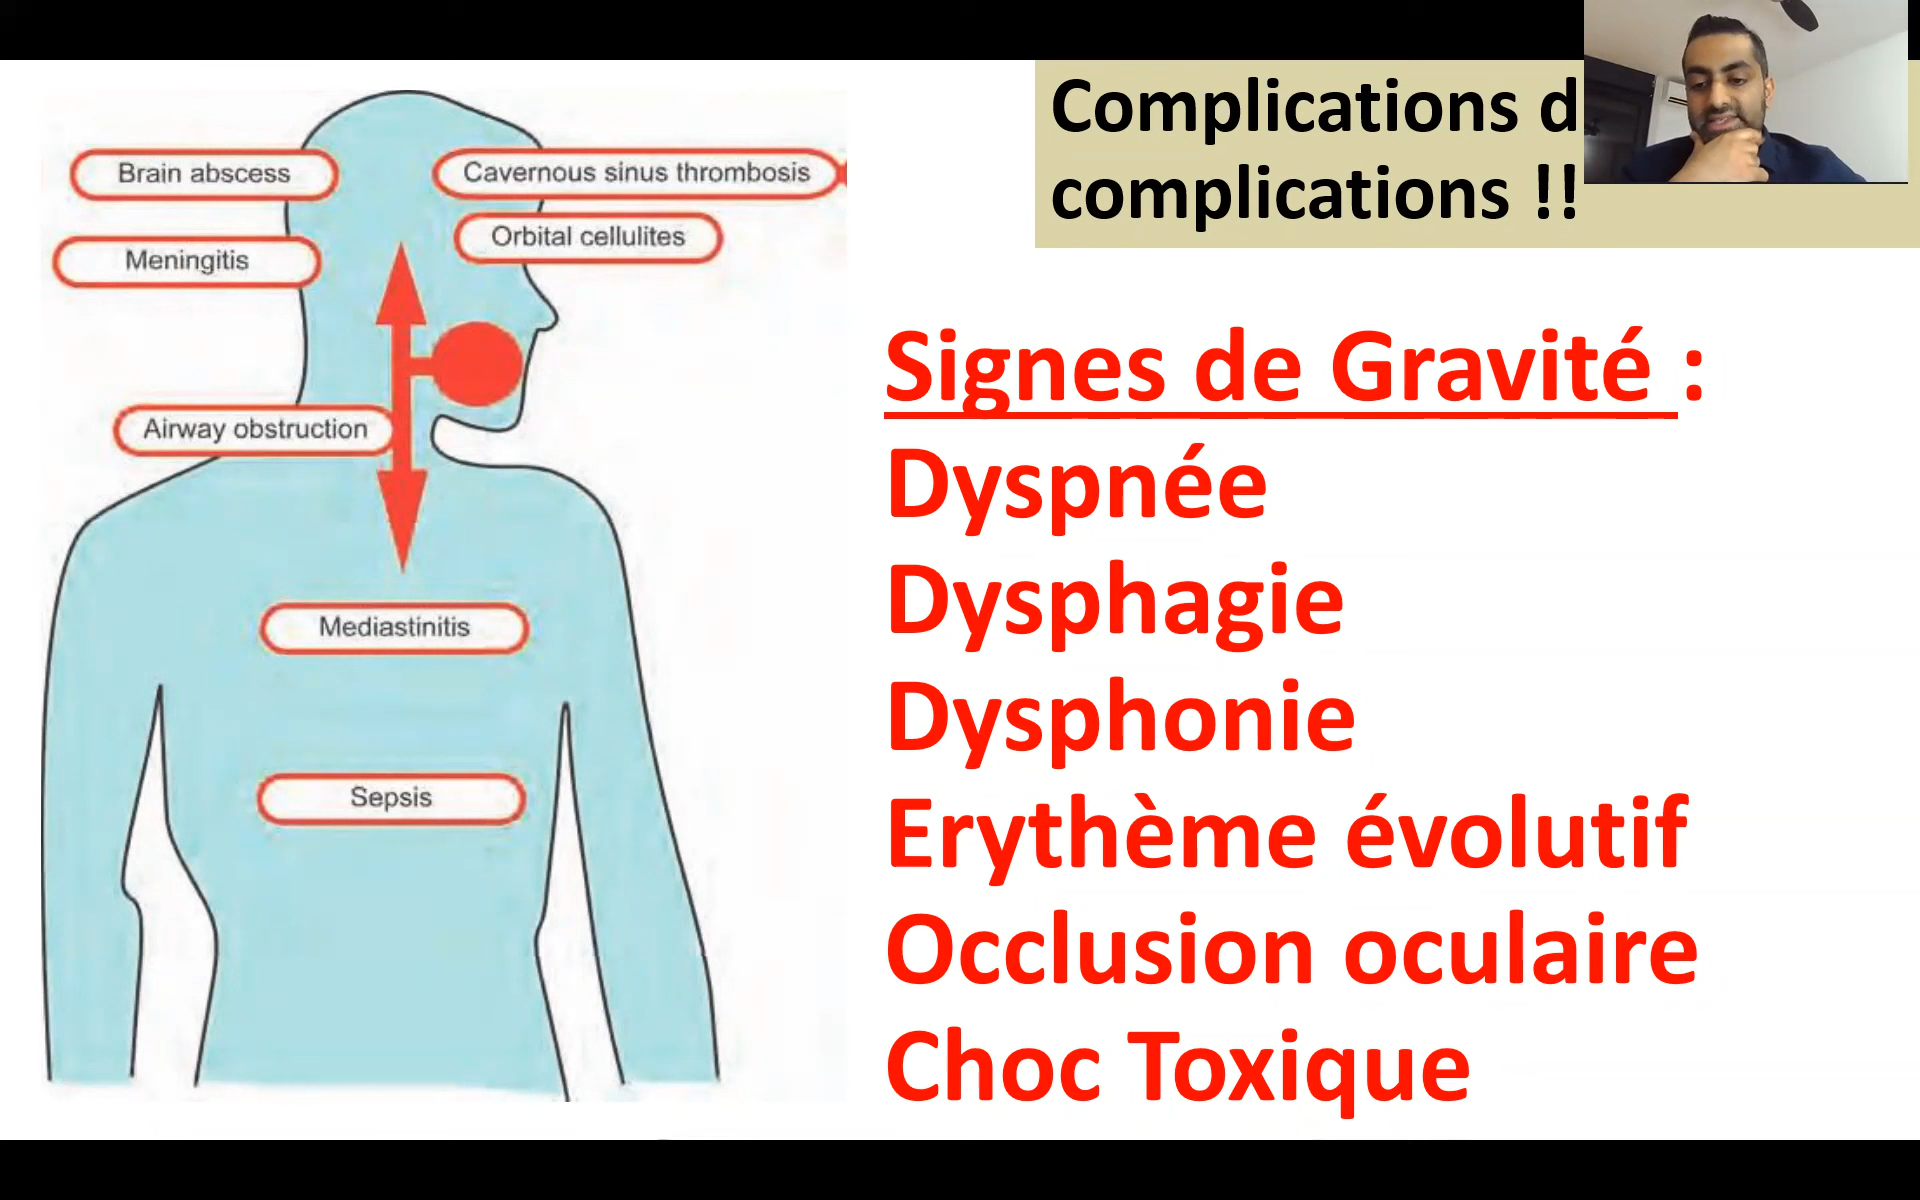 Complications d
complications !!
Brain abscess
Cavernous sinus thrombosis
Orbital cellulites
Meningitis
Airway obstruction
Mediastinitis
Sepsis
Signes de Gravité :
Dyspnée
Dysphagie
Dysphonie
Erythème évolutif
Occlusion oculaire
Choc Toxique